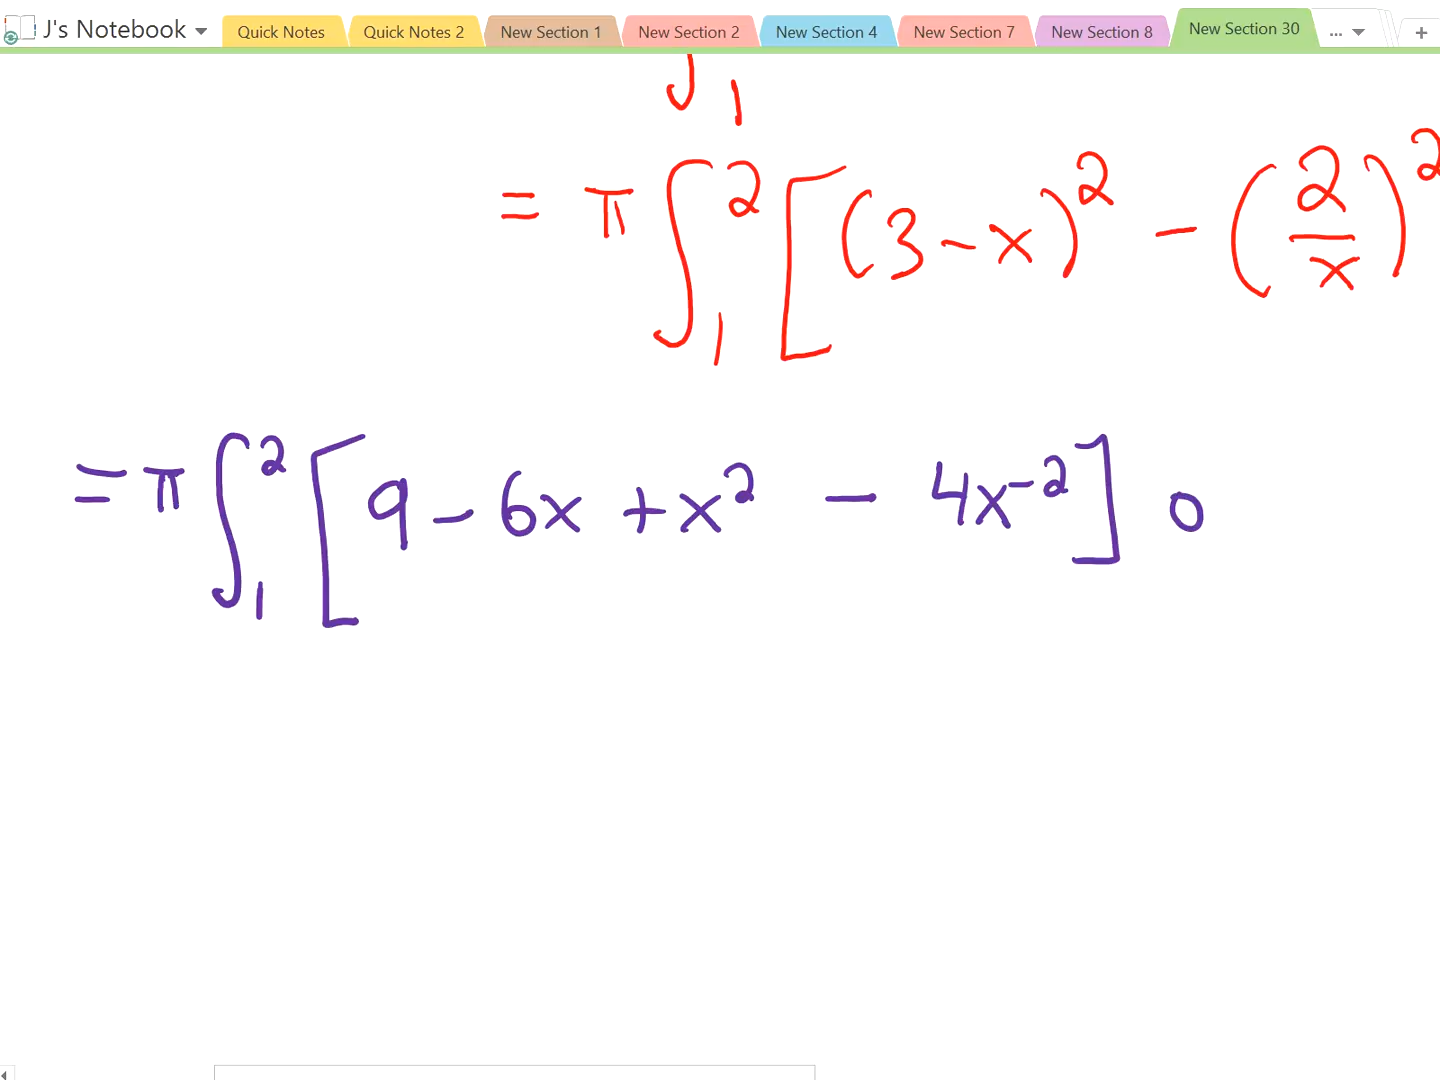 J's Notebook Quick Notes Quick Notes 2 New Section 1 New Section 2 New Section 4 New Section 7 New Section 8 New Section 30 ... +
∫₁
= π ∫₁² [(3 - x)² - (2/x)²
= π ∫₁² [9 - 6x + x² - 4x⁻²] o